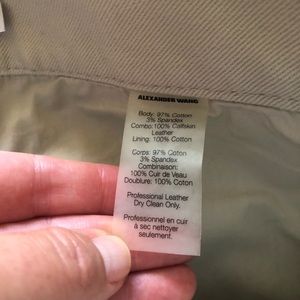 ALEXANDER WANG
Body: 97% Cotton
3% Spandex
Combo:100% Calfskin
Leather
Lining: 100% Cotton
Corps: 97% Cotton
3% Spandex
Combinaison:
100% Cuir de Veau
Doublure: 100% Coton
Professional Leather
Dry Clean Only.
Professionnel en cuir
à sec nettoyer
seulement.